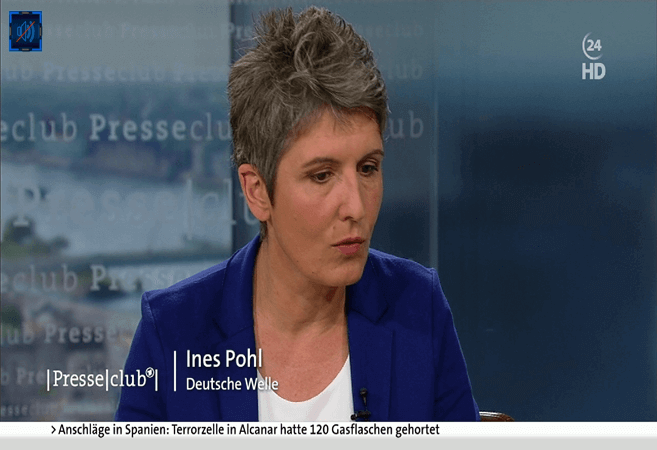 24
HD
Presseclub
Ines Pohl
Deutsche Welle
|Presse|club|
> Anschläge in Spanien: Terrorzelle in Alcanar hatte 120 Gasflaschen gehortet